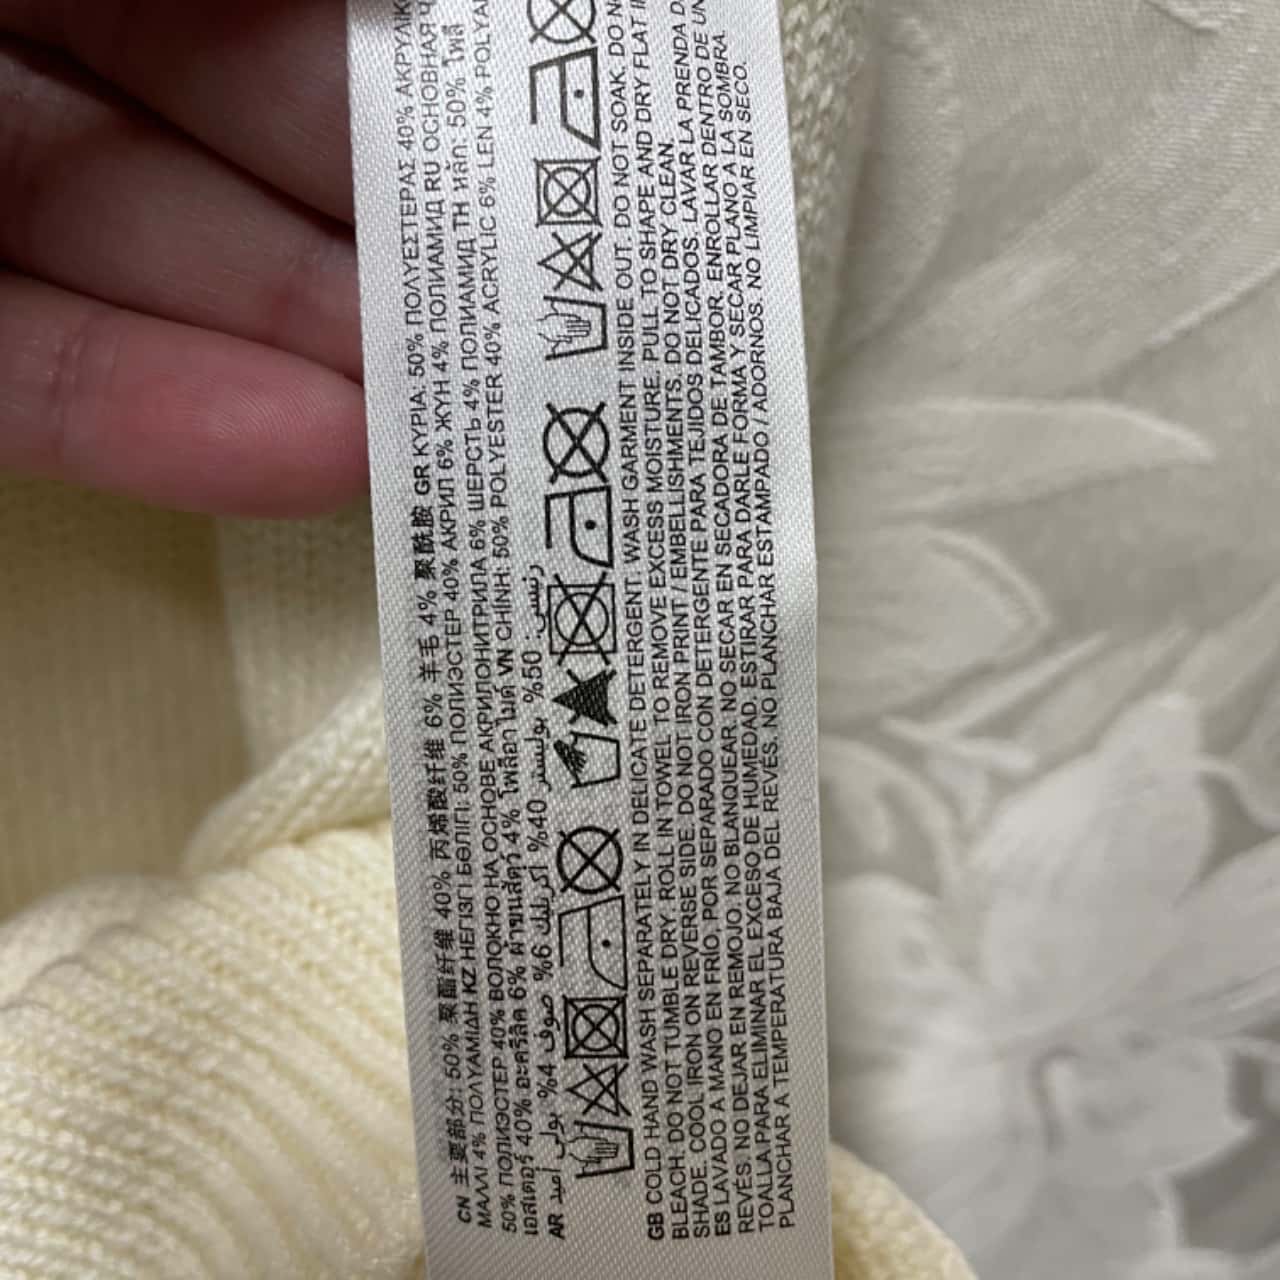 CN 主要部分: 50% 聚酯纤维 40% 丙烯酸纤维 6% 羊毛 4% 聚酰胺 GR ΚΥΡΙΑ: 50% ΠΟΛΥΕΣΤΕΡΑΣ 40% ΑΚΡΥΛΙΚ
ΜΑΛΛΙ 4% ΠΟΛΥΑΜΙΔΗ KZ НЕГІЗГІ БӨЛІГІ: 50% ПОЛИЭСТЕР 40% АКРИЛ 6% ЖҮН 4% ПОЛИАМИД RU ОСНОВНАЯ
50% ПОЛИЭСТЕР 40% ВОЛОКНО НА ОСНОВЕ АКРИЛОНИТРИЛА 6% ШЕРСТЬ 4% ПОЛИАМИД TH หลัก: 50% โพลี
เอสเตอร์ 40% อะคริลิค 6% ผ้าขนสัตว์ 4% โพลีอาไมด์ VN CHÍNH: 50% POLYESTER 40% ACRYLIC 6% LEN 4% POLYA
AR رئيسي: 50% بوليستر 40% اكريليك 6% صوف 4% بولي أميد
GB COLD HAND WASH SEPARATELY IN DELICATE DETERGENT. WASH GARMENT INSIDE OUT. DO NOT SOAK. DO
BLEACH. DO NOT TUMBLE DRY. ROLL IN TOWEL TO REMOVE EXCESS MOISTURE. PULL TO SHAPE AND DRY FLAT
SHADE. COOL IRON ON REVERSE SIDE. DO NOT IRON PRINT / EMBELLISHMENTS. DO NOT DRY CLEAN.
ES LAVADO A MANO EN FRÍO, POR SEPARADO CON DETERGENTE PARA TEJIDOS DELICADOS. LAVAR LA PRENDA
REVÉS. NO DEJAR EN REMOJO. NO BLANQUEAR. NO SECAR EN SECADORA DE TAMBOR. ENROLLAR DENTRO DE
TOALLA PARA ELIMINAR EL EXCESO DE HUMEDAD. ESTIRAR PARA DARLE FORMA Y SECAR PLANO A LA SOMBRA.
PLANCHAR A TEMPERATURA BAJA DEL REVÉS. NO PLANCHAR ESTAMPADO / ADORNOS. NO LIMPIAR EN SECO.